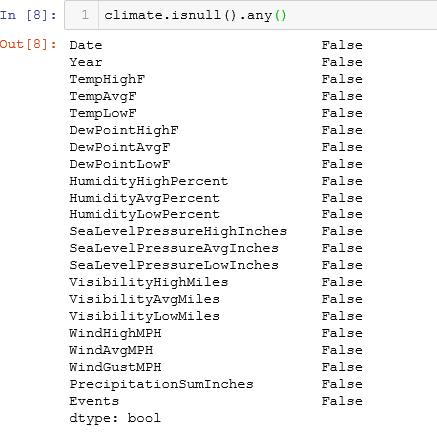 In [8]: 1 climate.isnull().any()
Out[8]: Date False
Year False
TempHighF False
TempAvgF False
TempLowF False
DewPointHighF False
DewPointAvgF False
DewPointLowF False
HumidityHighPercent False
HumidityAvgPercent False
HumidityLowPercent False
SeaLevelPressureHighInches False
SeaLevelPressureAvgInches False
SeaLevelPressureLowInches False
VisibilityHighMiles False
VisibilityAvgMiles False
VisibilityLowMiles False
WindHighMPH False
WindAvgMPH False
WindGustMPH False
PrecipitationSumInches False
Events False
dtype: bool